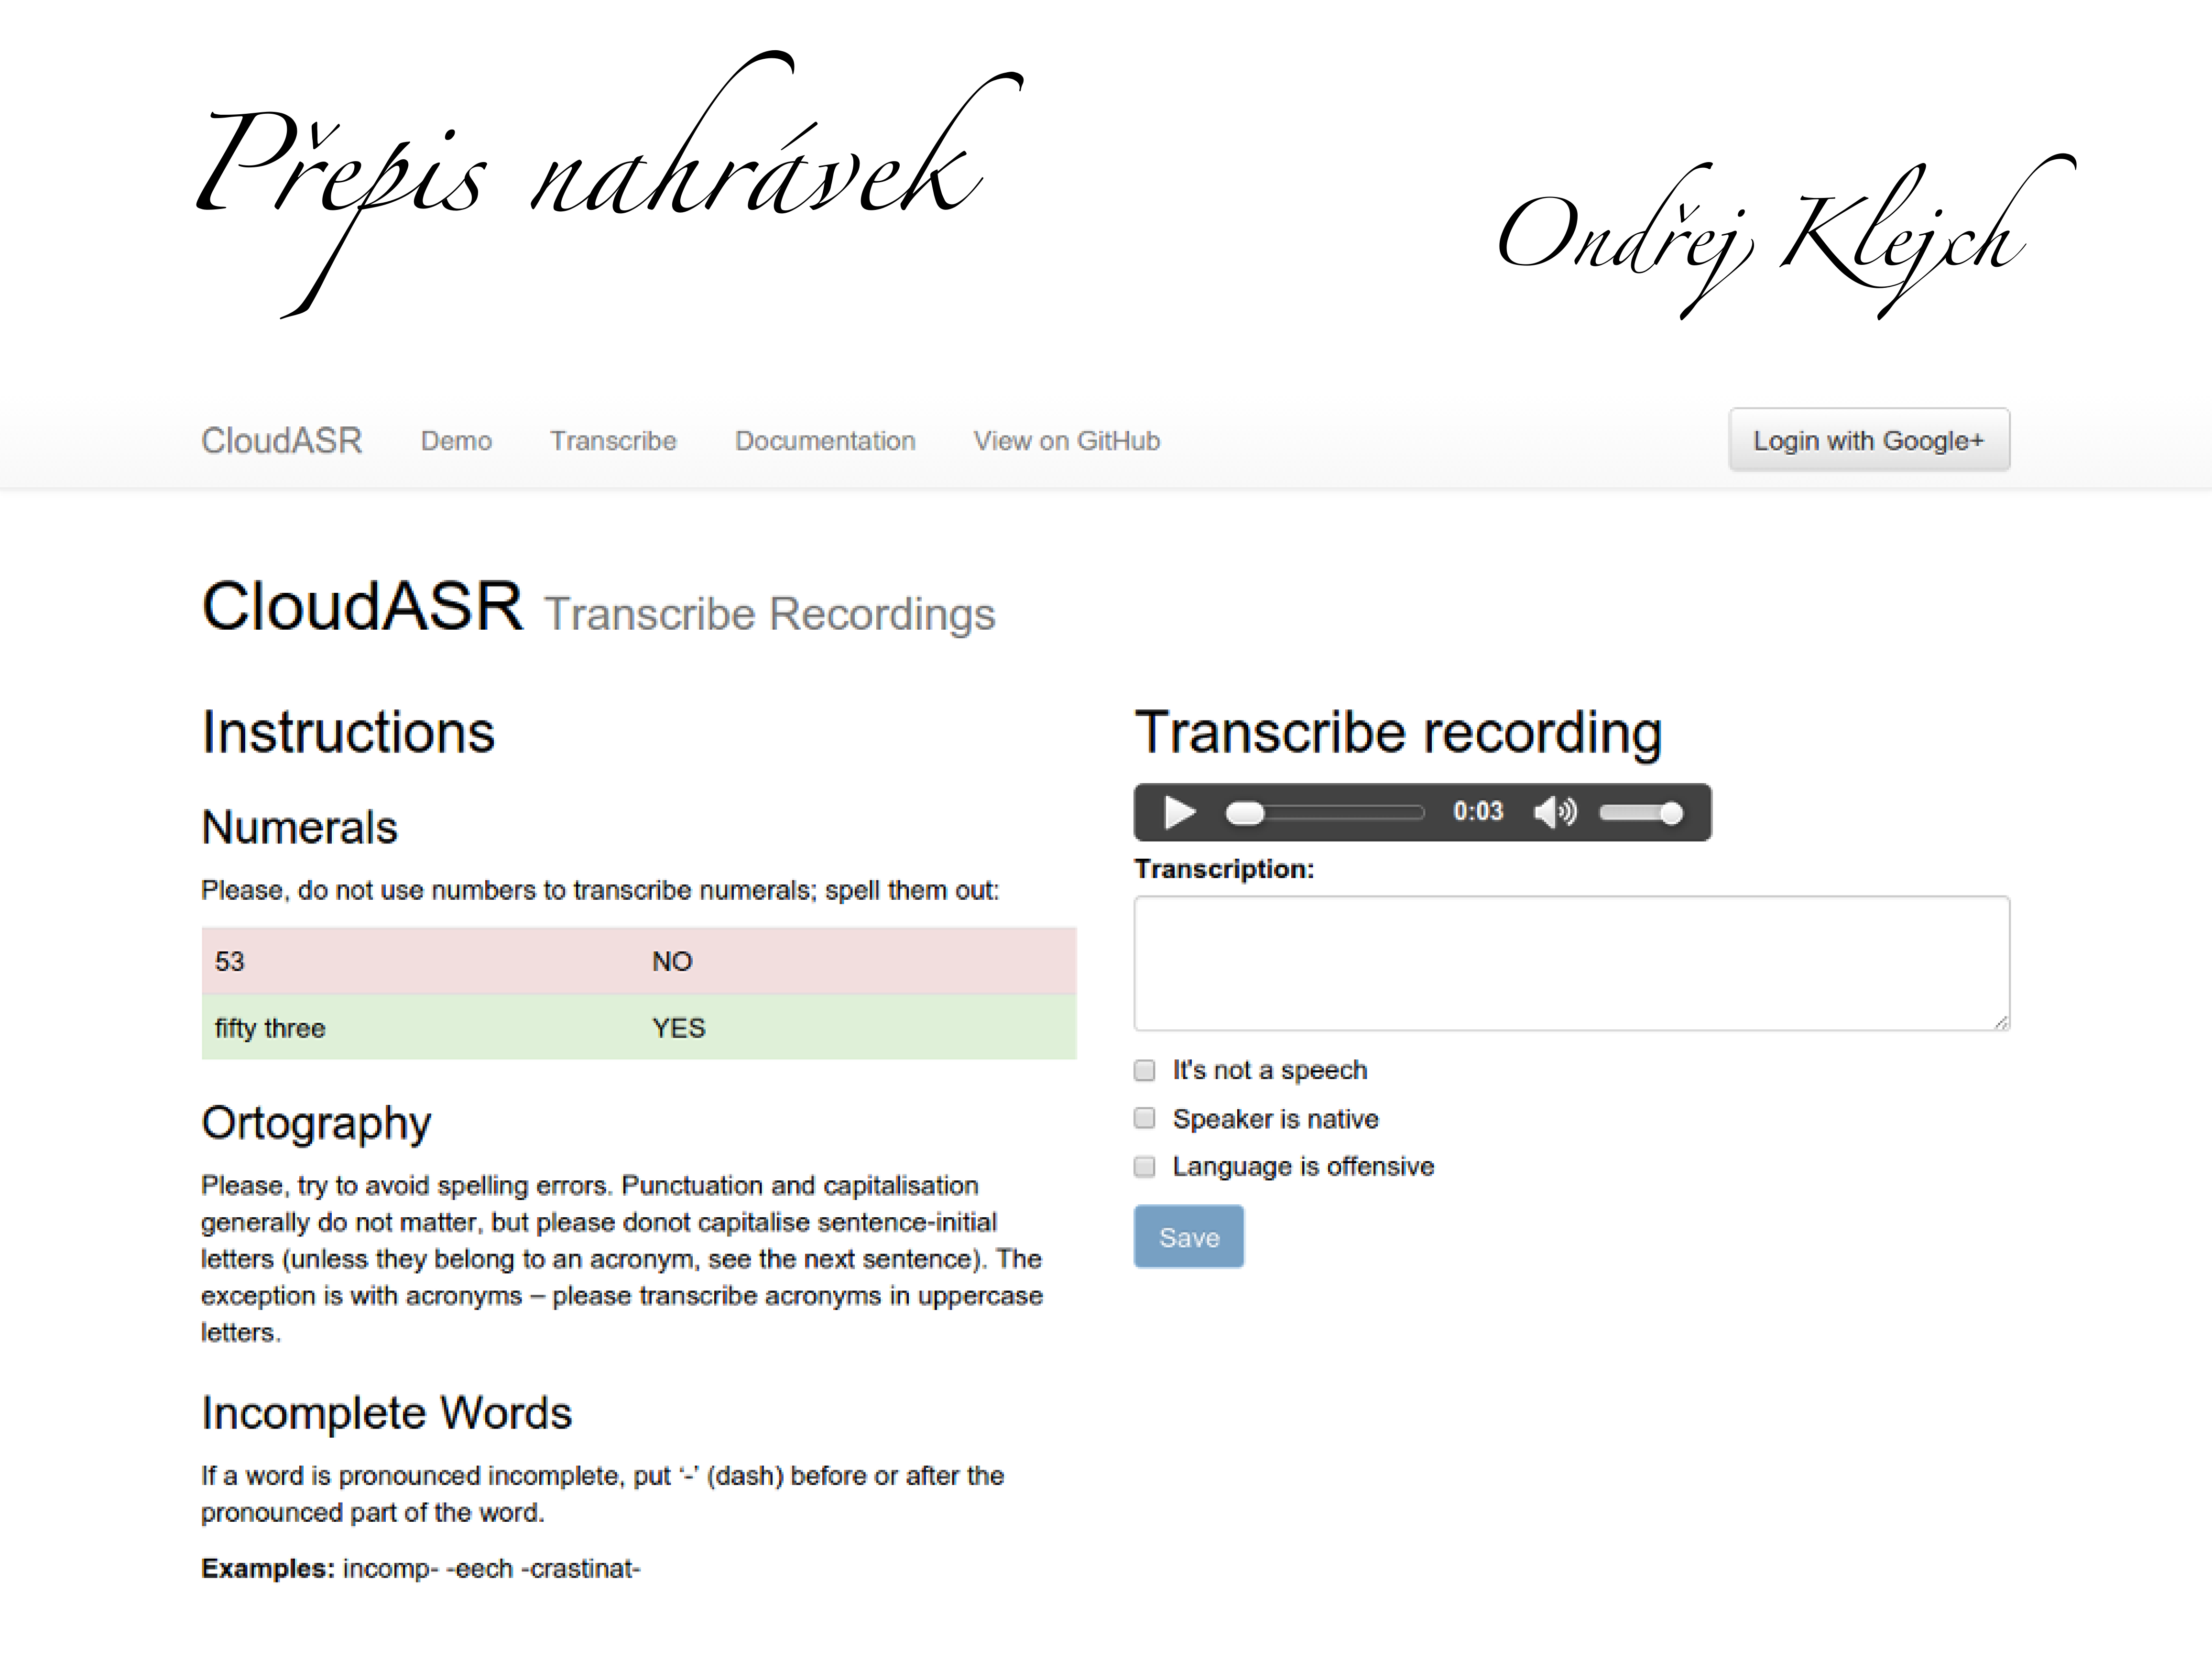 Přepis nahrávek
Ondřej Klejch
CloudASR Demo Transcribe Documentation View on GitHub Login with Google+
CloudASR Transcribe Recordings
Instructions
Numerals
Please, do not use numbers to transcribe numerals; spell them out:
53 NO
fifty three YES
Ortography
Please, try to avoid spelling errors. Punctuation and capitalisation
generally do not matter, but please donot capitalise sentence-initial
letters (unless they belong to an acronym, see the next sentence). The
exception is with acronyms – please transcribe acronyms in uppercase
letters.
Incomplete Words
If a word is pronounced incomplete, put ‘-’ (dash) before or after the
pronounced part of the word.
Examples: incomp- -eech -crastinat-
Transcribe recording
0:03
Transcription:
It's not a speech
Speaker is native
Language is offensive
Save